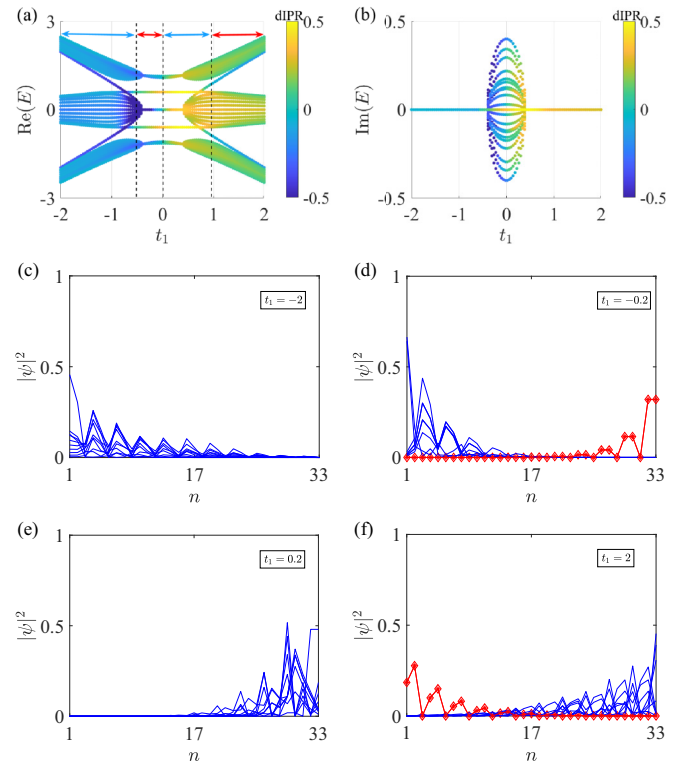 (a)
dIPR
3
0.5
Re(E)
0
0
-3
-0.5
-2
-1
0
1
2
t1
(b)
dIPR
0.5
0.5
Im(E)
0
0
-0.5
-0.5
-2
-1
0
1
2
t1
(c)
1
t1 = −2
|ψ|²
0.5
0
1
17
33
n
(d)
1
t1 = −0.2
|ψ|²
0.5
0
1
17
33
n
(e)
1
t1 = 0.2
|ψ|²
0.5
0
1
17
33
n
(f)
1
t1 = 2
|ψ|²
0.5
0
1
17
33
n